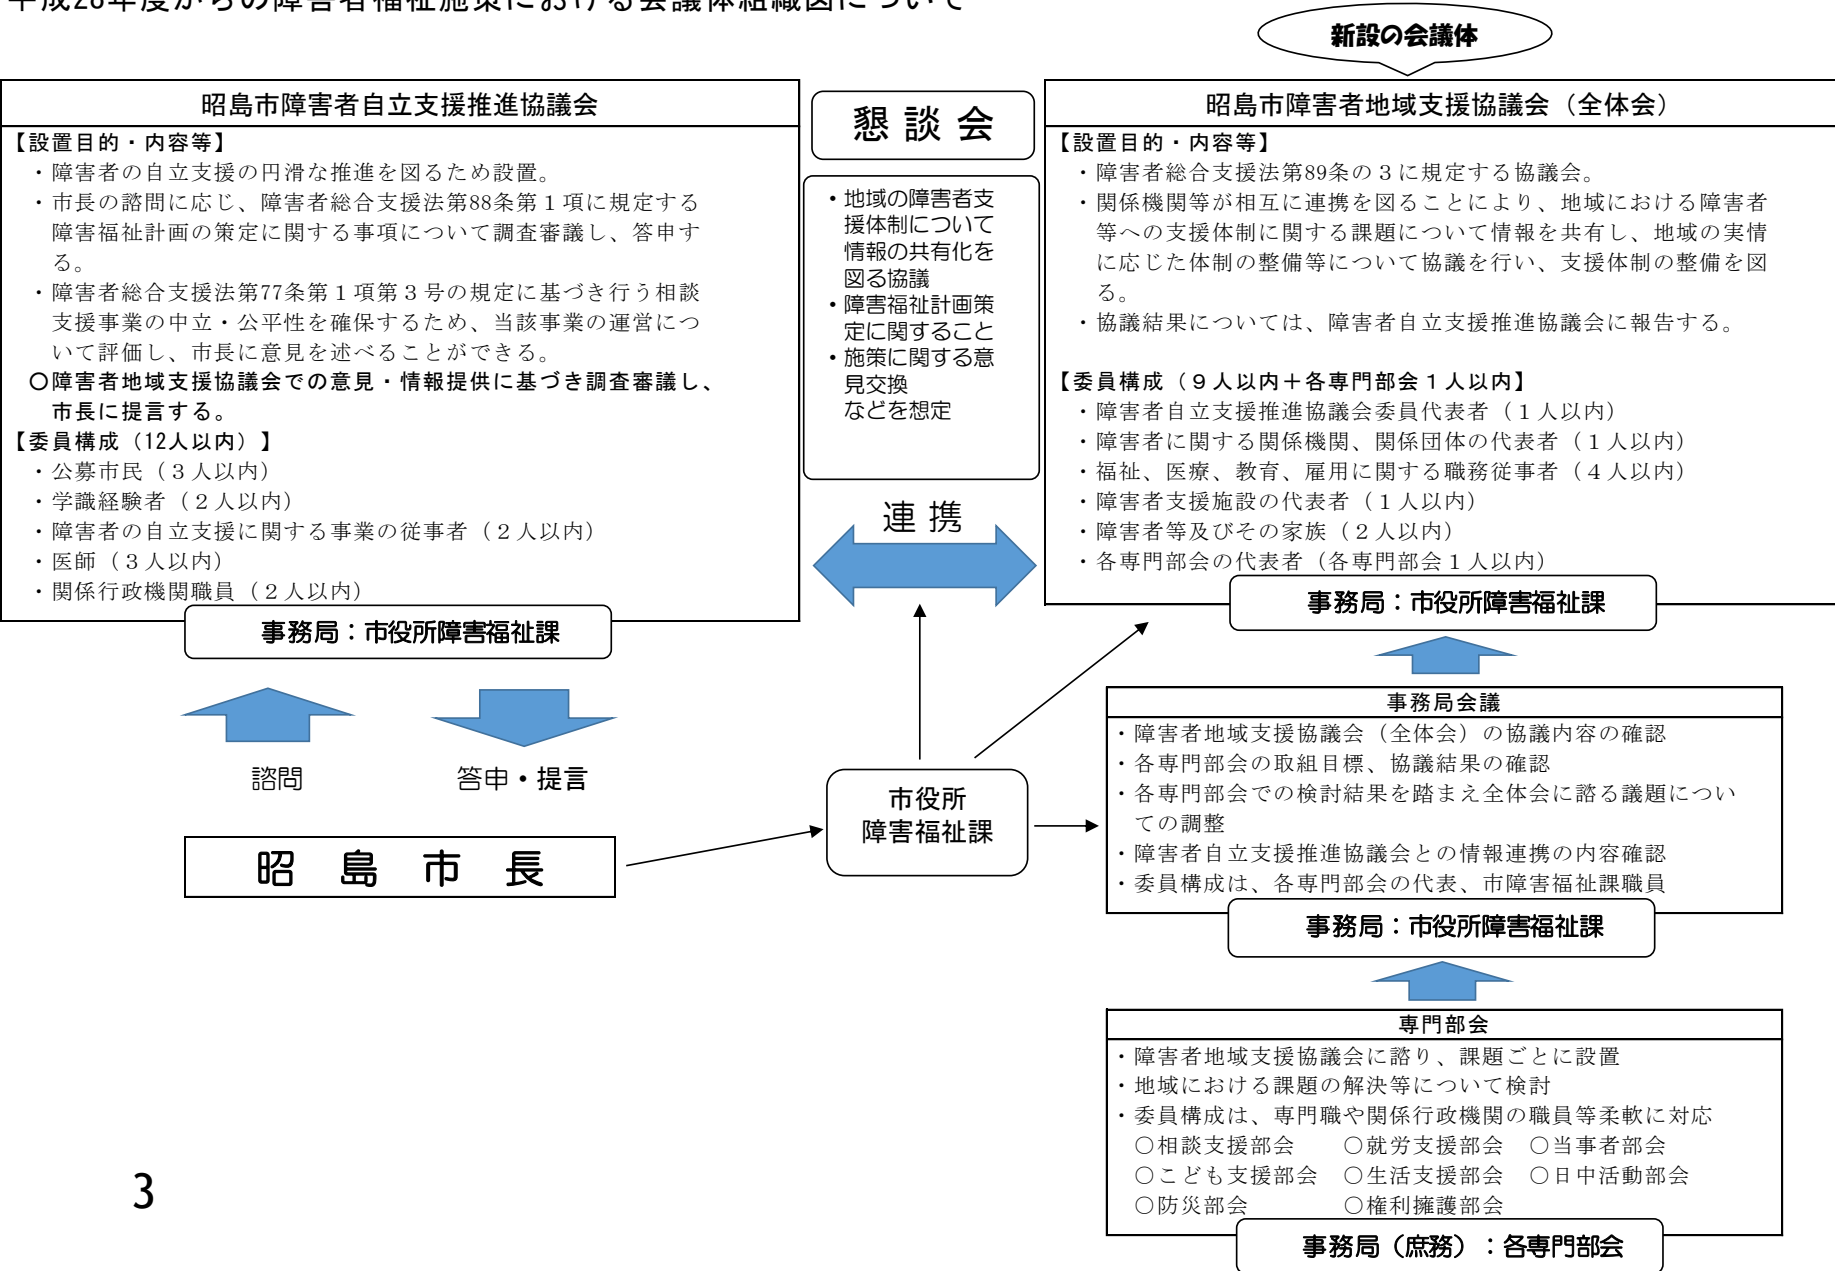 平成28年度からの障害者福祉施策における会議体組織図について
新設の会議体
昭島市障害者自立支援推進協議会
【設置目的・内容等】
・障害者の自立支援の円滑な推進を図るため設置。
・市長の諮問に応じ、障害者総合支援法第88条第１項に規定する
障害福祉計画の策定に関する事項について調査審議し、答申す
る。
・障害者総合支援法第77条第１項第３号の規定に基づき行う相談
支援事業の中立・公平性を確保するため、当該事業の運営につ
いて評価し、市長に意見を述べることができる。
○障害者地域支援協議会での意見・情報提供に基づき調査審議し、
市長に提言する。
【委員構成（12人以内）】
・公募市民（３人以内）
・学識経験者（２人以内）
・障害者の自立支援に関する事業の従事者（２人以内）
・医師（３人以内）
・関係行政機関職員（２人以内）
事務局：市役所障害福祉課
諮問
答申・提言
昭島市長
懇談会
・地域の障害者支
援体制について
情報の共有化を
図る協議
・障害福祉計画策
定に関すること
・施策に関する意
見交換
などを想定
連携
市役所
障害福祉課
昭島市障害者地域支援協議会（全体会）
【設置目的・内容等】
・障害者総合支援法第89条の３に規定する協議会。
・関係機関等が相互に連携を図ることにより、地域における障害者
等への支援体制に関する課題について情報を共有し、地域の実情
に応じた体制の整備等について協議を行い、支援体制の整備を図
る。
・協議結果については、障害者自立支援推進協議会に報告する。
【委員構成（９人以内＋各専門部会１人以内】
・障害者自立支援推進協議会委員代表者（１人以内）
・障害者に関する関係機関、関係団体の代表者（１人以内）
・福祉、医療、教育、雇用に関する職務従事者（４人以内）
・障害者支援施設の代表者（１人以内）
・障害者等及びその家族（２人以内）
・各専門部会の代表者（各専門部会１人以内）
事務局：市役所障害福祉課
事務局会議
・障害者地域支援協議会（全体会）の協議内容の確認
・各専門部会の取組目標、協議結果の確認
・各専門部会での検討結果を踏まえ全体会に諮る議題につい
ての調整
・障害者自立支援推進協議会との情報連携の内容確認
・委員構成は、各専門部会の代表、市障害福祉課職員
事務局：市役所障害福祉課
専門部会
・障害者地域支援協議会に諮り、課題ごとに設置
・地域における課題の解決等について検討
・委員構成は、専門職や関係行政機関の職員等柔軟に対応
○相談支援部会　○就労支援部会　○当事者部会
○こども支援部会　○生活支援部会　○日中活動部会
○防災部会　○権利擁護部会
事務局（庶務）：各専門部会
3